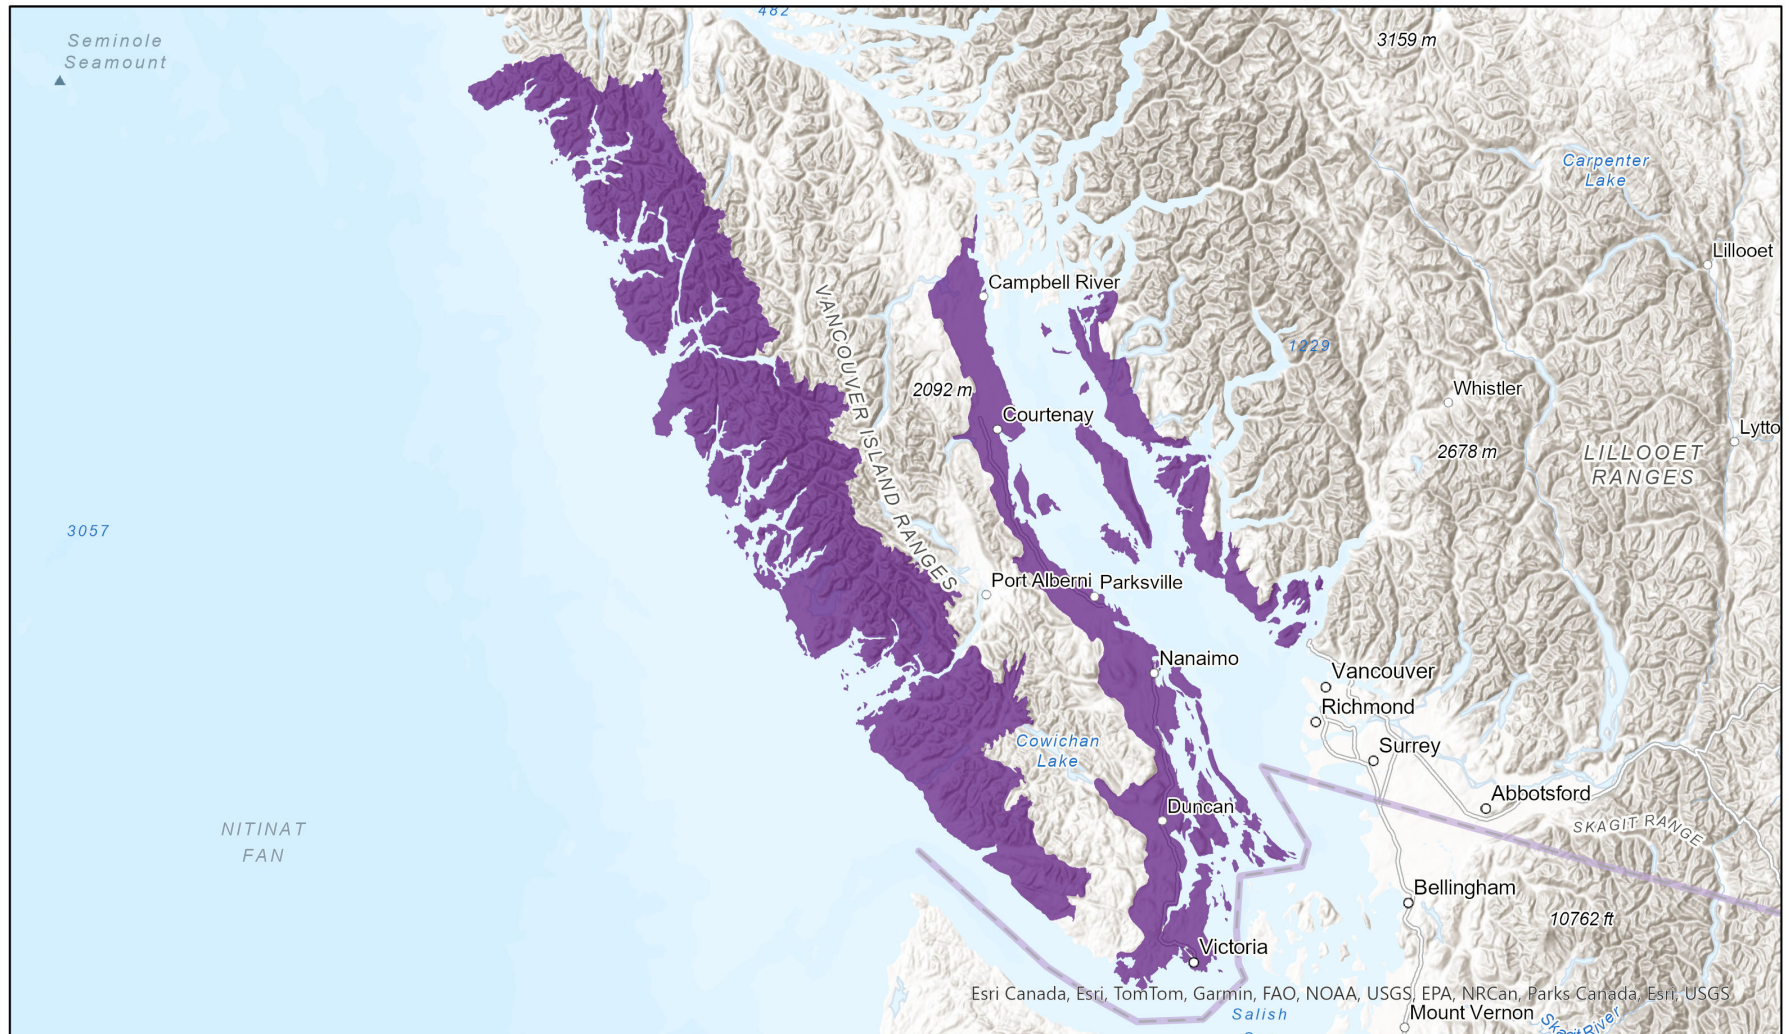 482
Seminole
Seamount
3159 m
Carpenter
Lake
Lillooet
Campbell River
VANCOUVER ISLAND RANGES
1229
Whistler
2092 m
Courtenay
Lytto
2678 m
LILLOOET
RANGES
3057
Port Alberni
Parksville
Nanaimo
Vancouver
Richmond
Cowichan
Lake
Surrey
Abbotsford
Duncan
NITINAT
FAN
SKAGIT RANGE
Bellingham
10762 ft
Victoria
Esri Canada, Esri, TomTom, Garmin, FAO, NOAA, USGS, EPA, NRCan, Parks Canada, Esri, USGS
Salish
Mount Vernon
Skagit River